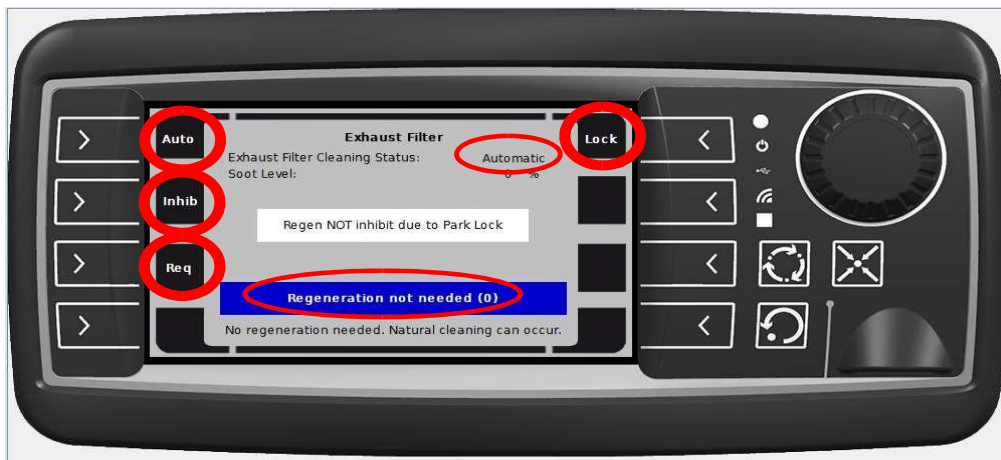 Auto
Exhaust Filter
Lock
Exhaust Filter Cleaning Status: Automatic
Soot Level: 0 %
Inhib
Regen NOT inhibit due to Park Lock
Req
Regeneration not needed (0)
No regeneration needed. Natural cleaning can occur.